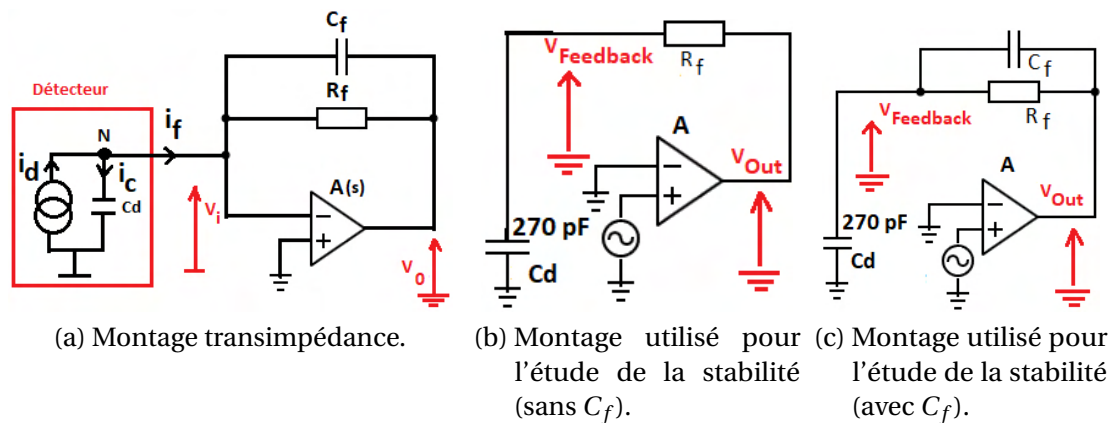 C_f
R_f
Détecteur
N
i_f
i_d
i_c
Cd
V_i
A(s)
−
+
V_0
(a) Montage transimpédance.
V_Feedback
R_f
A
−
+
V_Out
270 pF
Cd
(b) Montage utilisé pour
l'étude de la stabilité
(sans C_f).
C_f
R_f
V_Feedback
A
−
+
V_Out
270 pF
Cd
(c) Montage utilisé pour
l'étude de la stabilité
(avec C_f).